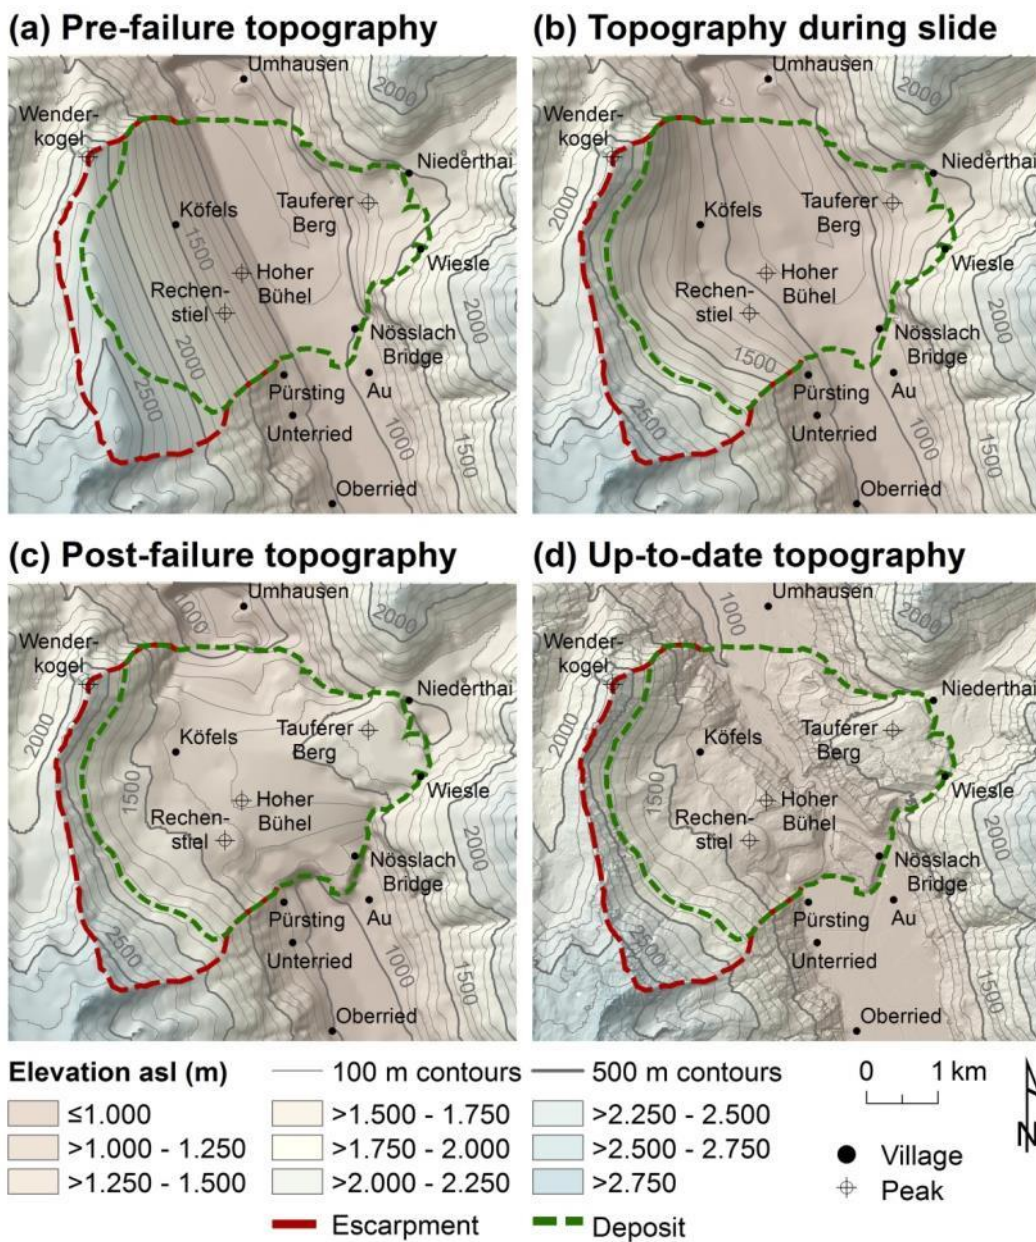 (a) Pre-failure topography
Umhausen
2000
Wender-
kogel
Niederthai
Tauferer
Berg
Köfels
1500
Wiesle
Hoher
Bühel
Rechen-
stiel
2000
2000
Nösslach
Bridge
2500
Pürsting
Au
Unterried
1000
1500
Oberried
(b) Topography during slide
Umhausen
2000
Wender-
kogel
Niederthai
2000
Tauferer
Berg
Köfels
Wiesle
Hoher
Bühel
Rechen-
stiel
2000
1500
Nösslach
Bridge
2500
Pürsting
Au
Unterried
1000
1500
Oberried
(c) Post-failure topography
1000
Umhausen
2000
Wender-
kogel
Niederthai
2000
Tauferer
Berg
Köfels
1500
Wiesle
Hoher
Bühel
Rechen-
stiel
2000
Nösslach
Bridge
2500
Pürsting
Au
Unterried
1000
1500
Oberried
(d) Up-to-date topography
1000
Umhausen
2000
Wender-
kogel
Niederthai
2000
Tauferer
Berg
Köfels
1500
Wiesle
Hoher
Bühel
Rechen-
stiel
2000
Nösslach
Bridge
2500
Pürsting
Au
Unterried
1500
Oberried
Elevation asl (m)
≤1.000
>1.000 - 1.250
>1.250 - 1.500
100 m contours
>1.500 - 1.750
>1.750 - 2.000
>2.000 - 2.250
500 m contours
>2.250 - 2.500
>2.500 - 2.750
>2.750
Escarpment
Deposit
0 1 km
Village
Peak
N